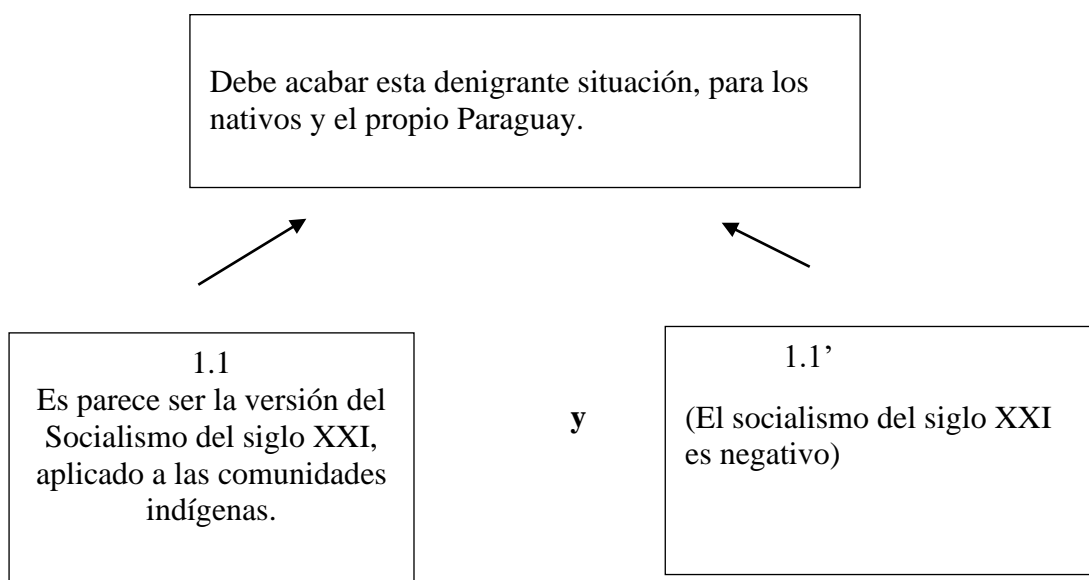 Debe acabar esta denigrante situación, para los
nativos y el propio Paraguay.
1.1
Es parece ser la versión del
Socialismo del siglo XXI,
aplicado a las comunidades
indígenas.
y
1.1’
(El socialismo del siglo XXI
es negativo)